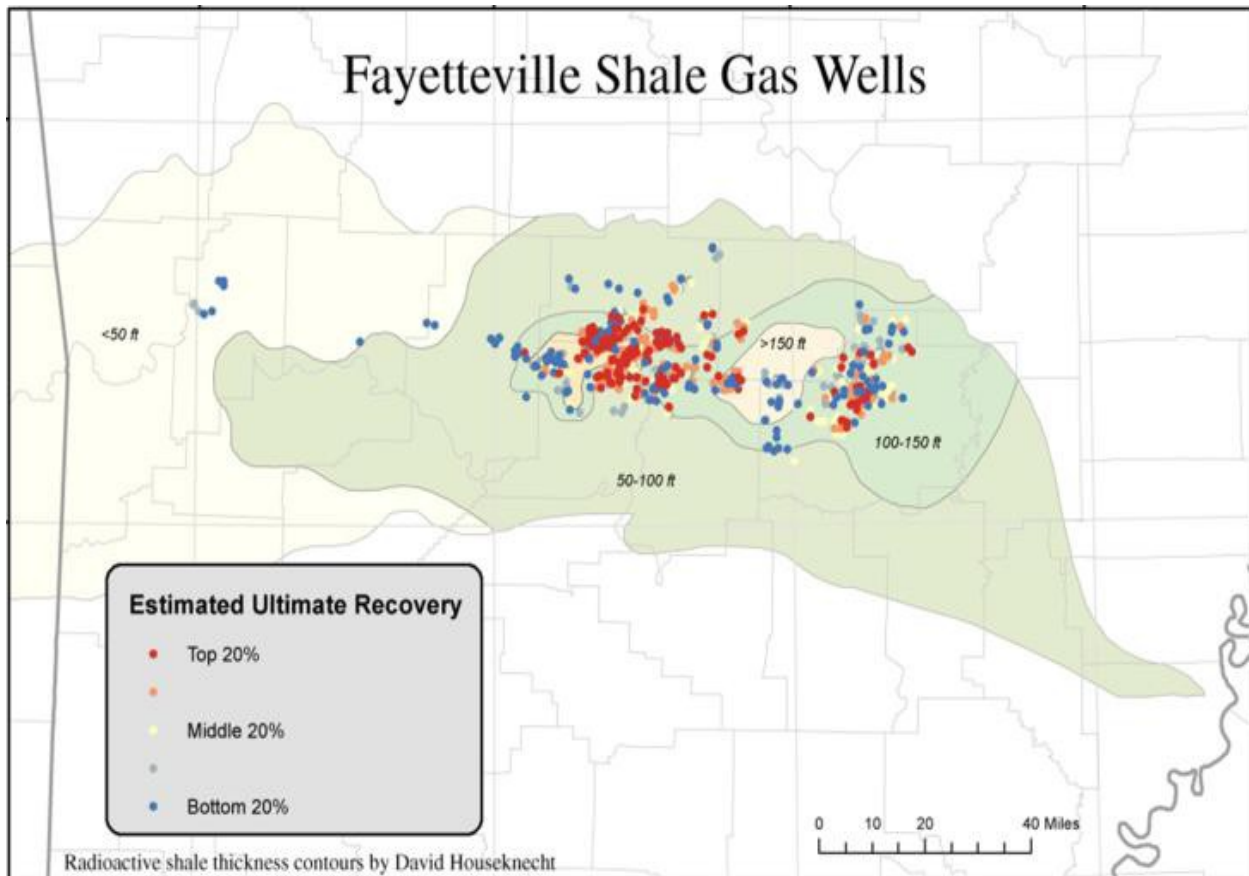 Fayetteville Shale Gas Wells
<50 ft
>150 ft
100-150 ft
50-100 ft
Estimated Ultimate Recovery
Top 20%
Middle 20%
Bottom 20%
0 10 20 40 Miles
Radioactive shale thickness contours by David Houseknecht